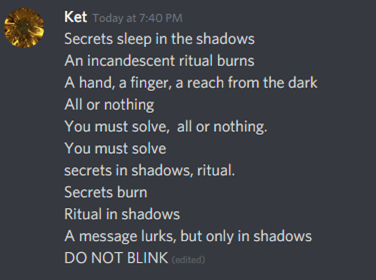 Ket Today at 7:40 PM
Secrets sleep in the shadows
An incandescent ritual burns
A hand, a finger, a reach from the dark
All or nothing
You must solve,  all or nothing.
You must solve
secrets in shadows, ritual.
Secrets burn
Ritual in shadows
A message lurks, but only in shadows
DO NOT BLINK (edited)